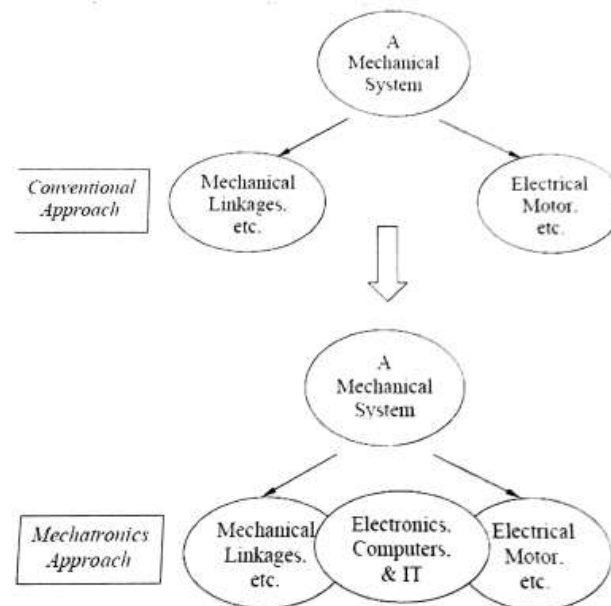 A
Mechanical
System
Conventional
Approach
Mechanical
Linkages.
etc.
Electrical
Motor.
etc.
A
Mechanical
System
Mechatronics
Approach
Mechanical
Linkages.
etc.
Electronics.
Computers.
& IT
Electrical
Motor.
etc.